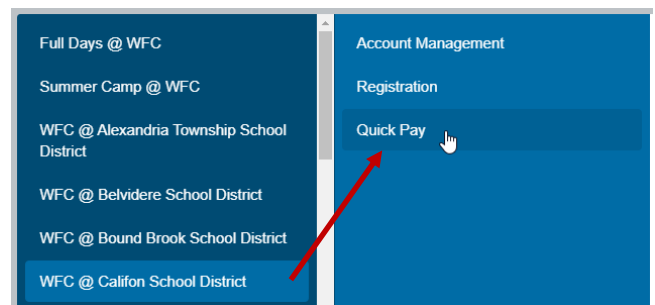 Full Days @ WFC
Summer Camp @ WFC
WFC @ Alexandria Township School
District
WFC @ Belvidere School District
WFC @ Bound Brook School District
WFC @ Califon School District
Account Management
Registration
Quick Pay